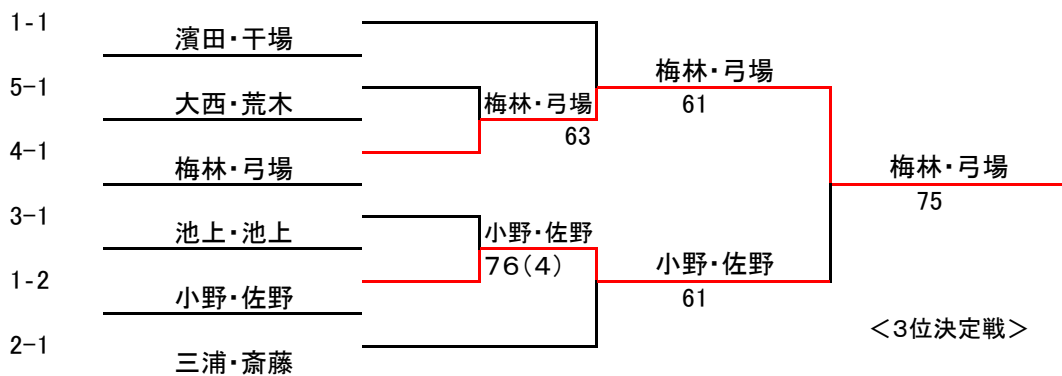 1-1
濱田・干場
5-1
大西・荒木
4-1
梅林・弓場
3-1
池上・池上
1-2
小野・佐野
2-1
三浦・斎藤
梅林・弓場
63
小野・佐野
76(4)
梅林・弓場
61
小野・佐野
61
梅林・弓場
75
＜3位決定戦＞